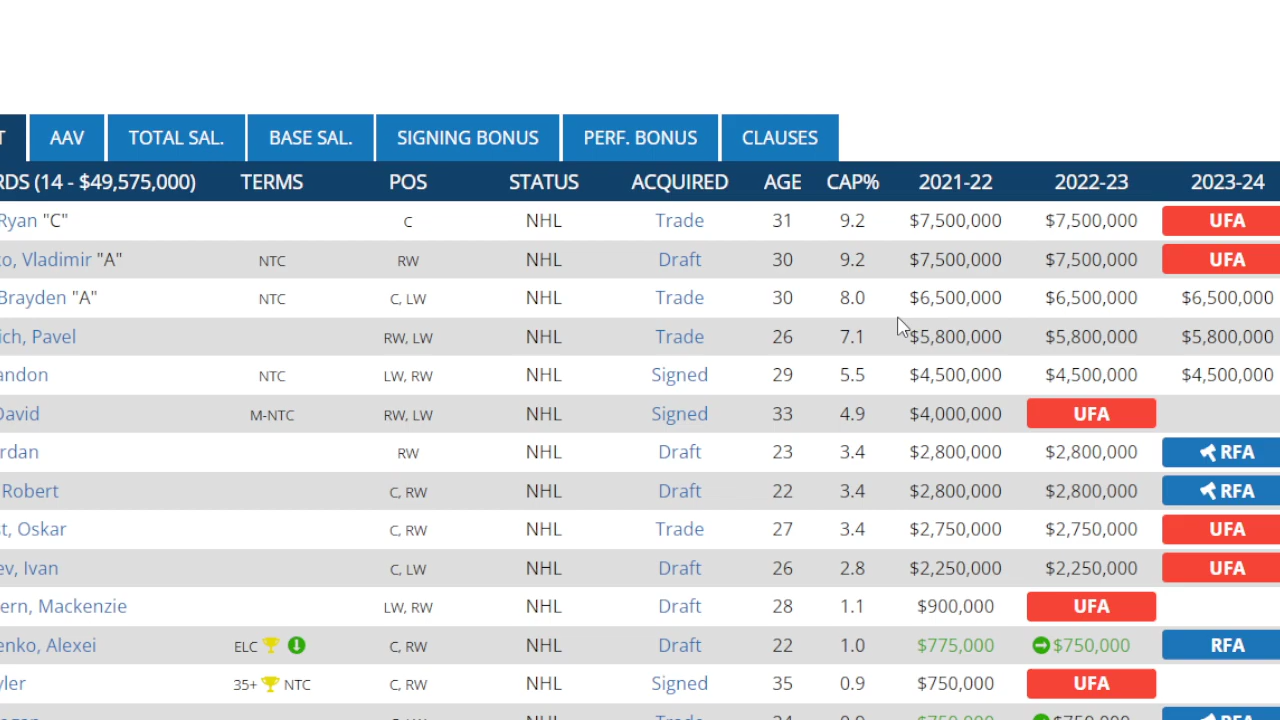 T AAV TOTAL SAL. BASE SAL. SIGNING BONUS PERF. BONUS CLAUSES
RDS (14 - $49,575,000) TERMS POS STATUS ACQUIRED AGE CAP% 2021-22 2022-23 2023-24
Ryan "C" C NHL Trade 31 9.2 $7,500,000 $7,500,000 UFA
o, Vladimir "A" NTC RW NHL Draft 30 9.2 $7,500,000 $7,500,000 UFA
Brayden "A" NTC C, LW NHL Trade 30 8.0 $6,500,000 $6,500,000 $6,500,000
ich, Pavel RW, LW NHL Trade 26 7.1 $5,800,000 $5,800,000 $5,800,000
andon NTC LW, RW NHL Signed 29 5.5 $4,500,000 $4,500,000 $4,500,000
David M-NTC RW, LW NHL Signed 33 4.9 $4,000,000 UFA
rdan RW NHL Draft 23 3.4 $2,800,000 $2,800,000 RFA
Robert C, RW NHL Draft 22 3.4 $2,800,000 $2,800,000 RFA
t, Oskar C, RW NHL Trade 27 3.4 $2,750,000 $2,750,000 UFA
ev, Ivan C, LW NHL Draft 26 2.8 $2,250,000 $2,250,000 UFA
ern, Mackenzie LW, RW NHL Draft 28 1.1 $900,000 UFA
enko, Alexei ELC C, RW NHL Draft 22 1.0 $775,000 $750,000 RFA
yler 35+ NTC C, RW NHL Signed 35 0.9 $750,000 UFA